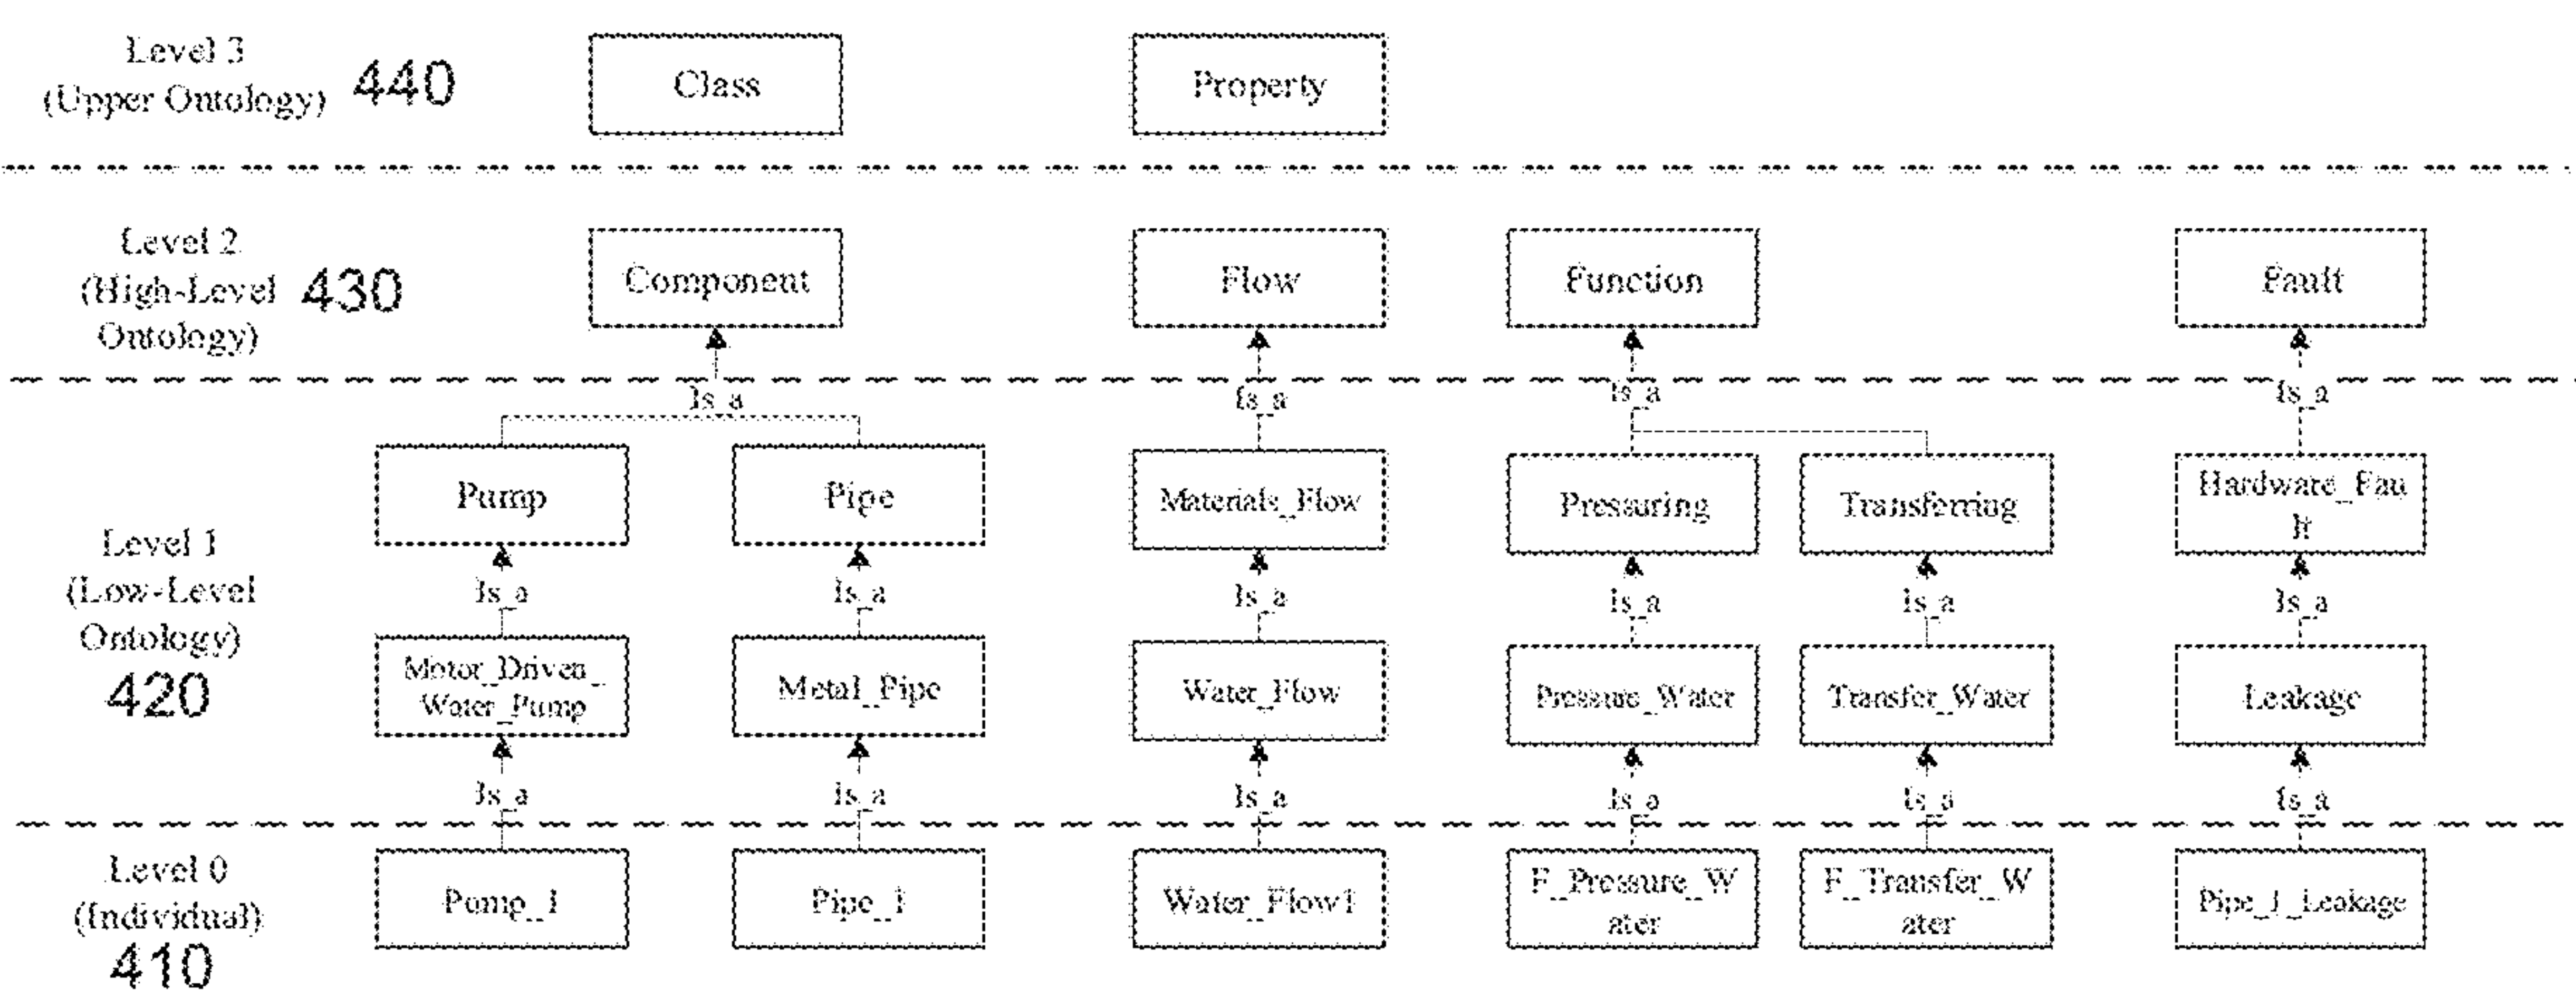 Level 3
(Upper Ontology)
440
Class
Property
Level 2
(High-Level
Ontology)
430
Component
Flow
Function
Fault
Is_a
Is_a
Is_a
Is_a
Level 1
(Low-Level
Ontology)
420
Pump
Pipe
Materials_Flow
Pressuring
Transferring
Hardware_Fau
lt
Is_a
Is_a
Is_a
Is_a
Is_a
Is_a
Motor_Driven_
Water_Pump
Metal_Pipe
Water_Flow
Pressure_Water
Transfer_Water
Leakage
Is_a
Is_a
Is_a
Is_a
Is_a
Is_a
Level 0
(Individual)
410
Pump_1
Pipe_1
Water_Flow1
F_Pressure_W
ater
F_Transfer_W
ater
Pipe_1_Leakage